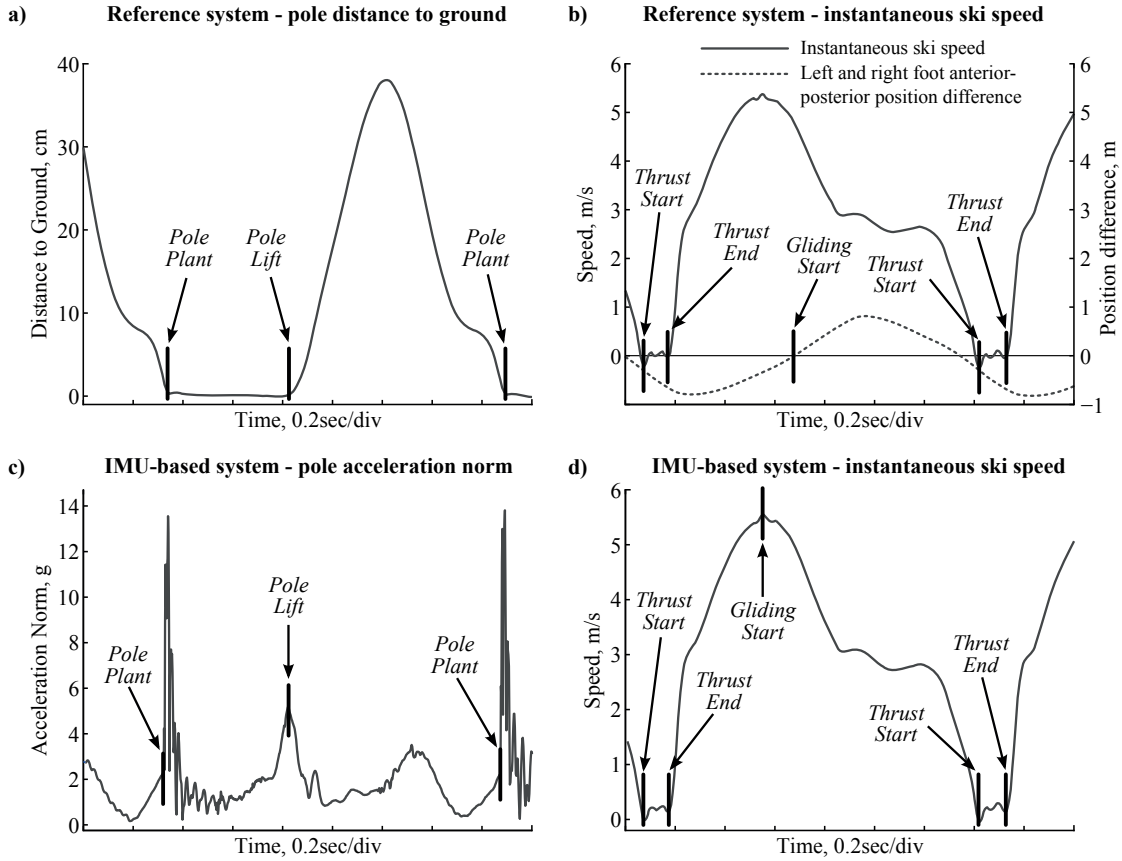 a)
Reference system - pole distance to ground
40
30
20
10
0
Distance to Ground, cm
Pole
Plant
Pole
Lift
Pole
Plant
Time, 0.2sec/div
b)
Reference system - instantaneous ski speed
Instantaneous ski speed
Left and right foot anterior-
posterior position difference
6
5
4
3
2
1
0
Speed, m/s
6
5
4
3
2
1
0
−1
Position difference, m
Thrust
Start
Thrust
End
Gliding
Start
Thrust
Start
Thrust
End
Time, 0.2sec/div
c)
IMU-based system - pole acceleration norm
14
12
10
8
6
4
2
0
Acceleration Norm, g
Pole
Plant
Pole
Lift
Pole
Plant
Time, 0.2sec/div
d)
IMU-based system - instantaneous ski speed
6
5
4
3
2
1
0
Speed, m/s
Thrust
Start
Thrust
End
Gliding
Start
Thrust
Start
Thrust
End
Time, 0.2sec/div